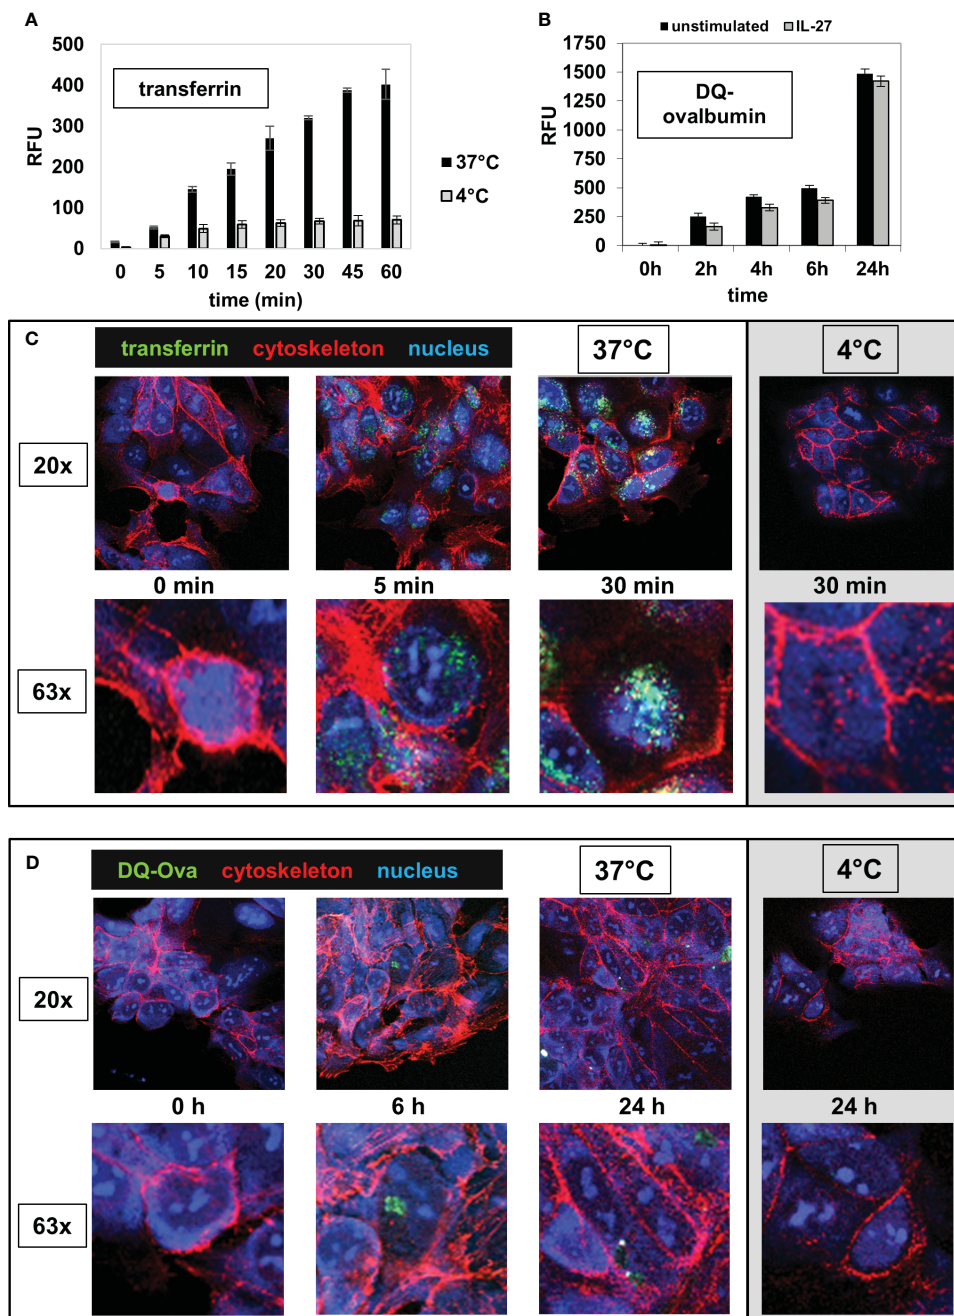 A
500
400
300
200
100
0
RFU
transferrin
37°C
4°C
0 5 10 15 20 30 45 60
time (min)
B
unstimulated IL-27
1750
1500
1250
1000
750
500
250
0
RFU
DQ-
ovalbumin
0h 2h 4h 6h 24h
time
C
transferrin cytoskeleton nucleus
37°C
4°C
20x
0 min 5 min 30 min 30 min
63x
D
DQ-Ova cytoskeleton nucleus
37°C
4°C
20x
0 h 6 h 24 h 24 h
63x